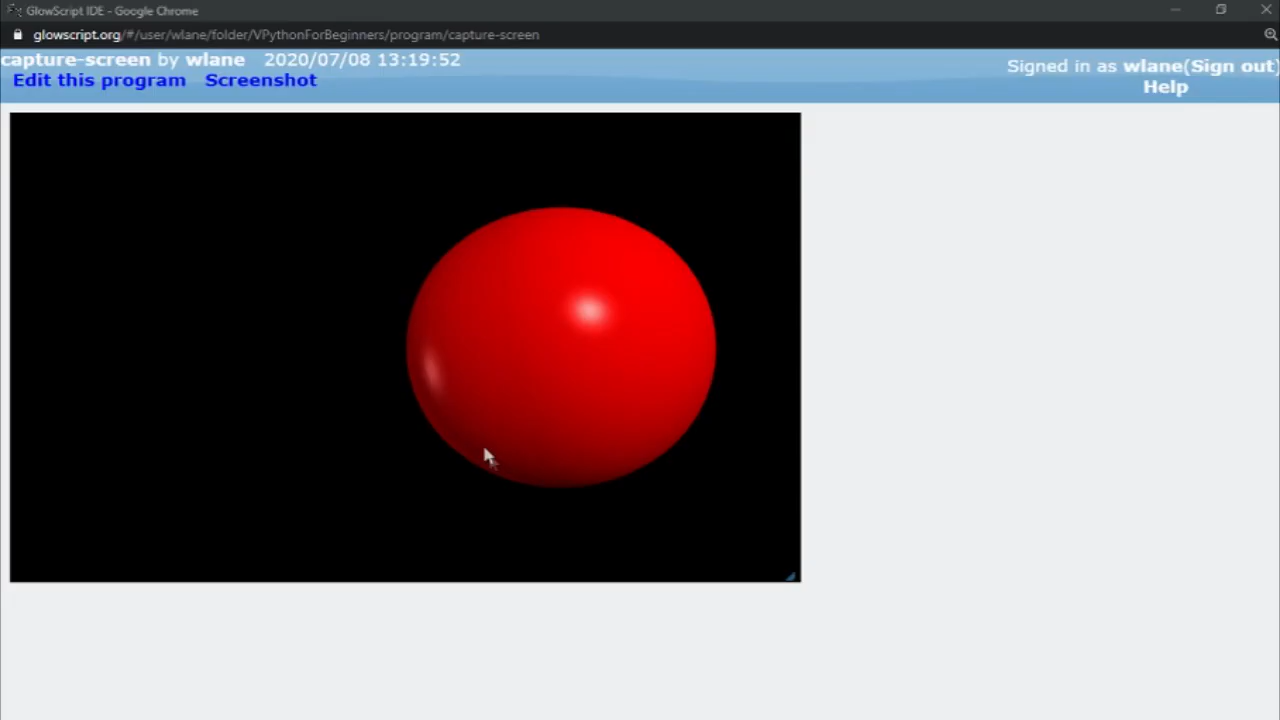 GlowScript IDE - Google Chrome
glowscript.org/#/user/wlane/folder/VPythonForBeginners/program/capture-screen
capture-screen by wlane 2020/07/08 13:19:52
Signed in as wlane(Sign out)
Edit this program Screenshot
Help